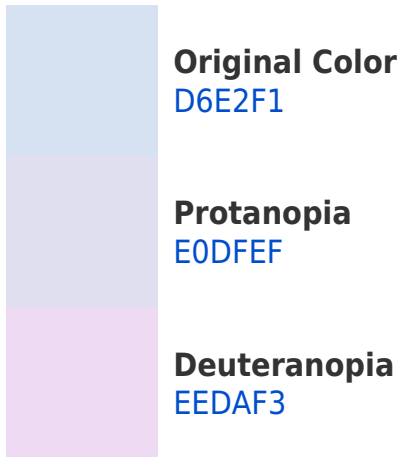 Original Color
D6E2F1
Protanopia
E0DFEF
Deuteranopia
EEDAF3